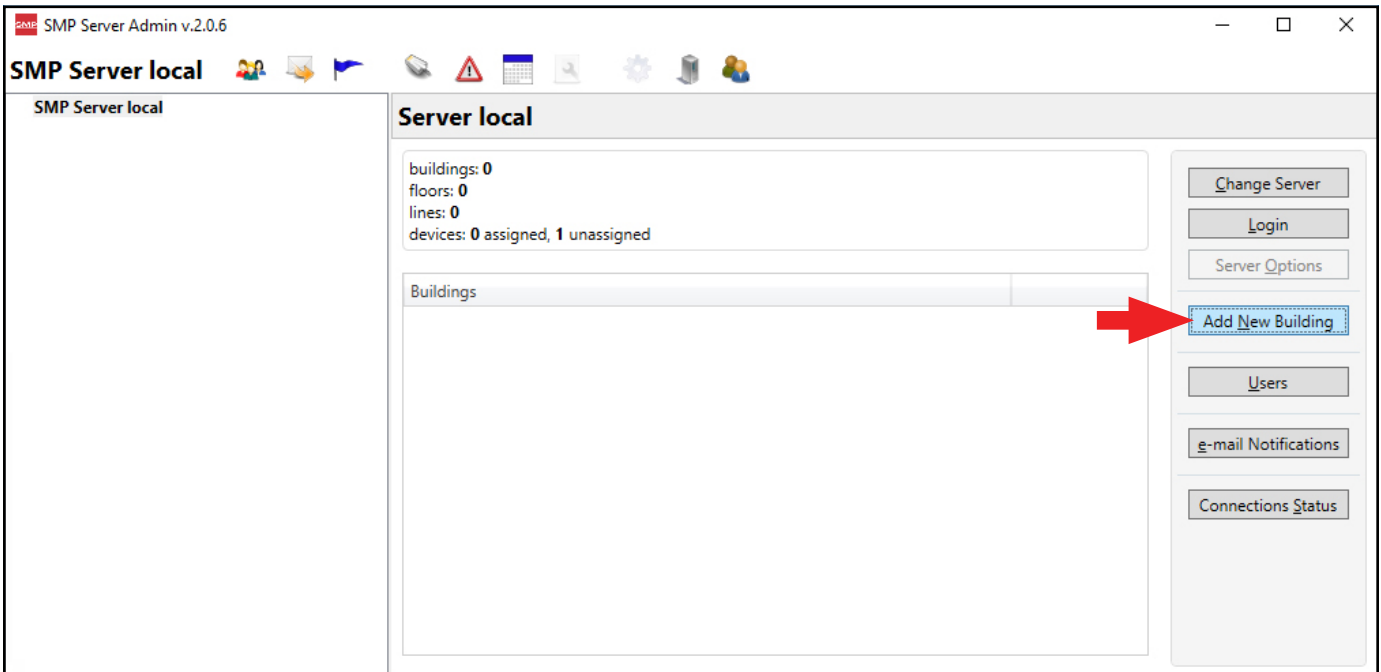 SMP SMP Server Admin v.2.0.6
SMP Server local
SMP Server local
Server local
buildings: 0
floors: 0
lines: 0
devices: 0 assigned, 1 unassigned
Buildings
Change Server
Login
Server Options
Add New Building
Users
e-mail Notifications
Connections Status